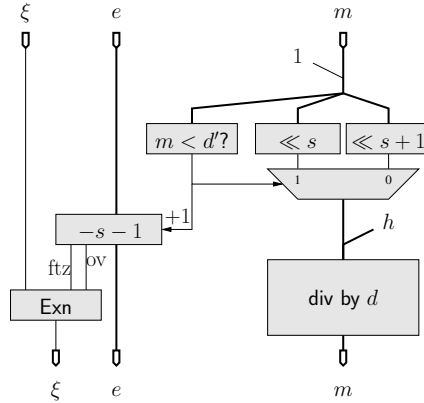 ξ e m
1
m < d′? ≪ s ≪ s + 1
1 0
+1
−s − 1
h
ftz ov
Exn
div by d
ξ e m